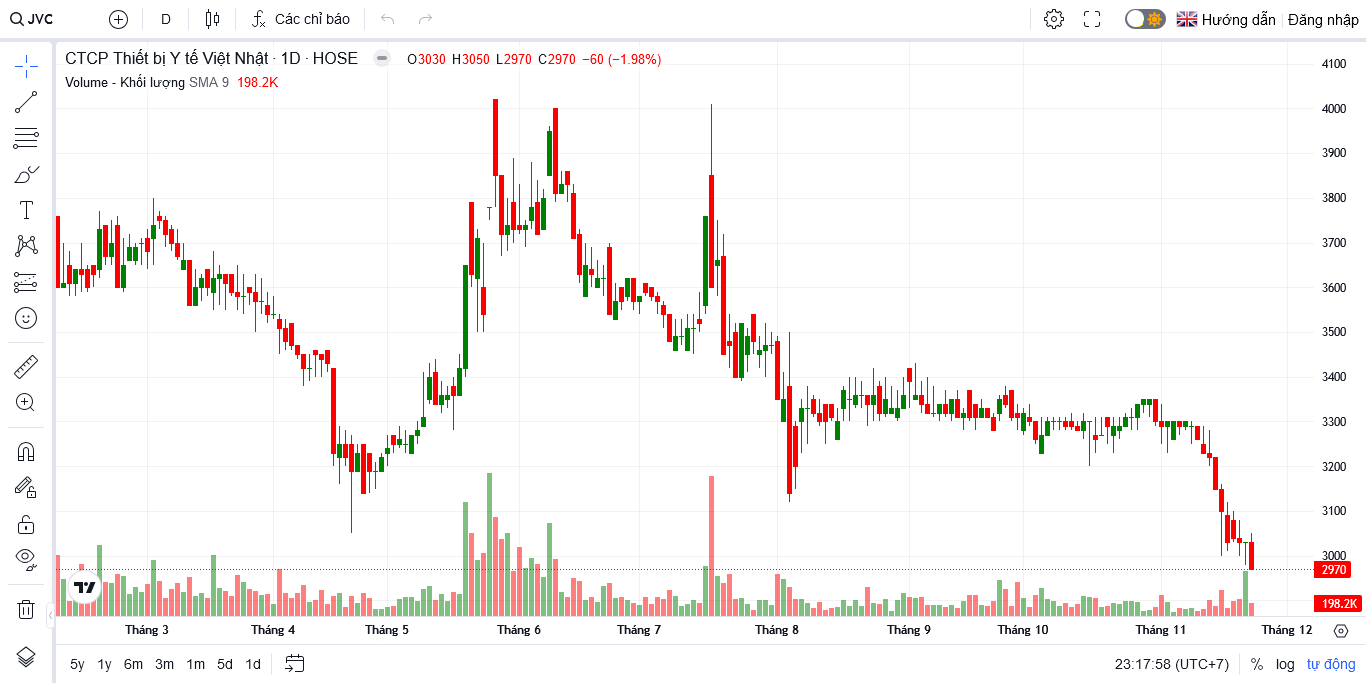 JVC D Các chỉ báo Hướng dẫn Đăng nhập
CTCP Thiết bị Y tế Việt Nhật · 1D · HOSE O3030 H3050 L2970 C2970 −60 (−1.98%)
Volume - Khối lượng SMA 9 198.2K
4100
4000
3900
3800
3700
3600
3500
3400
3300
3200
3100
3000
2970
198.2K
Tháng 3 Tháng 4 Tháng 5 Tháng 6 Tháng 7 Tháng 8 Tháng 9 Tháng 10 Tháng 11 Tháng 12
5y 1y 6m 3m 1m 5d 1d 23:17:58 (UTC+7) % log tự động